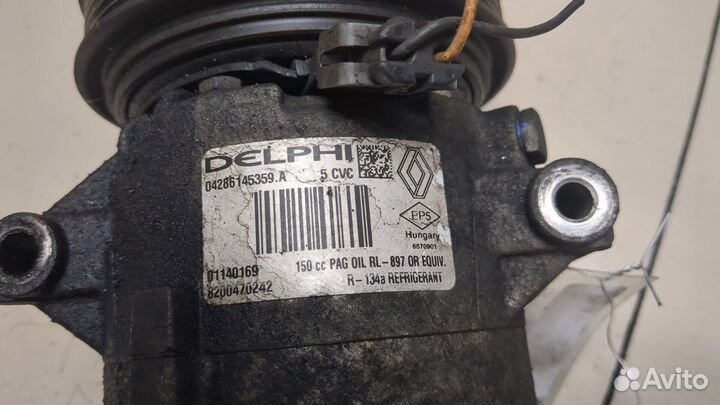 DELPHI
04286145359.A 5 CVC
EP5
Hungary
6570901
150 cc PAG OIL RL-897 OR EQUIV.
01140169
R-134a REFRIGERANT
8200470242
Avito